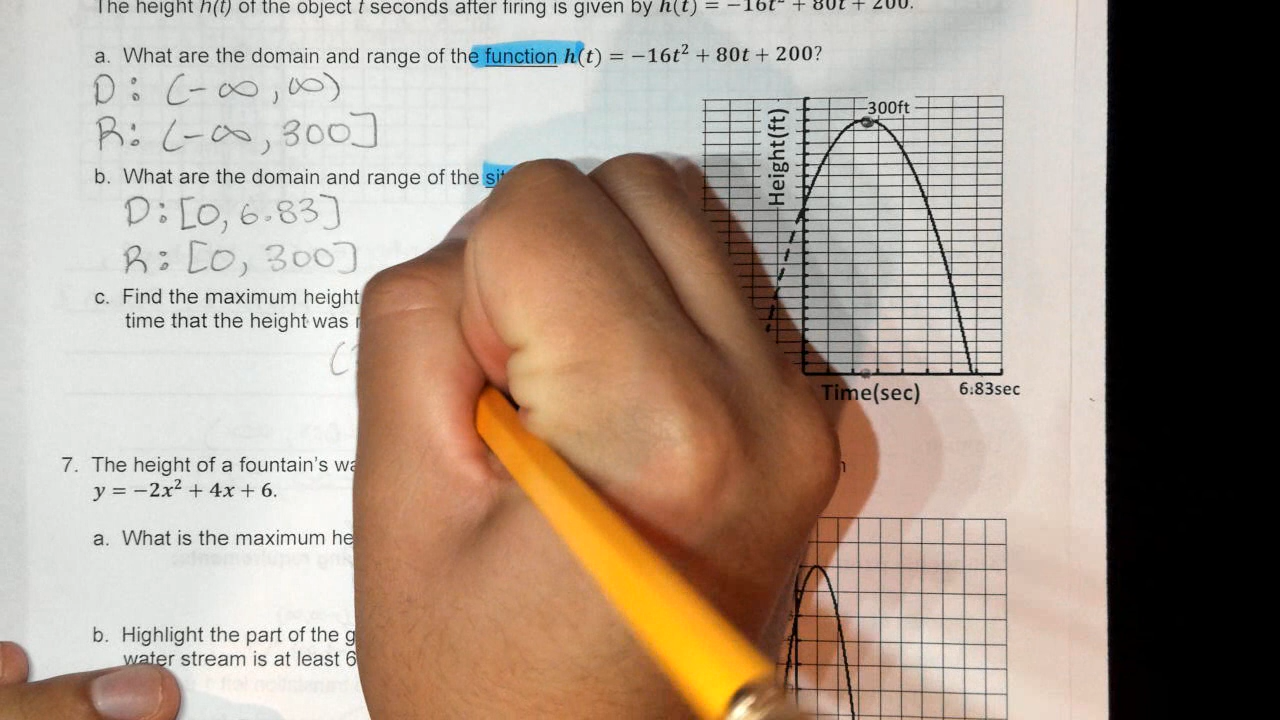 The height h(t) of the object t seconds after firing is given by h(t) = −16t² + 80t + 200.
a. What are the domain and range of the function h(t) = −16t² + 80t + 200?
D: (-∞, ∞)
R: (-∞, 300]
b. What are the domain and range of the
D: [0, 6.83]
R: [0, 300]
c. Find the maximum height
time that the height was
300ft
Height(ft)
Time(sec)
6.83sec
7. The height of a fountain's
y = −2x² + 4x + 6.
a. What is the maximum
b. Highlight the part of the
water stream is at least 6